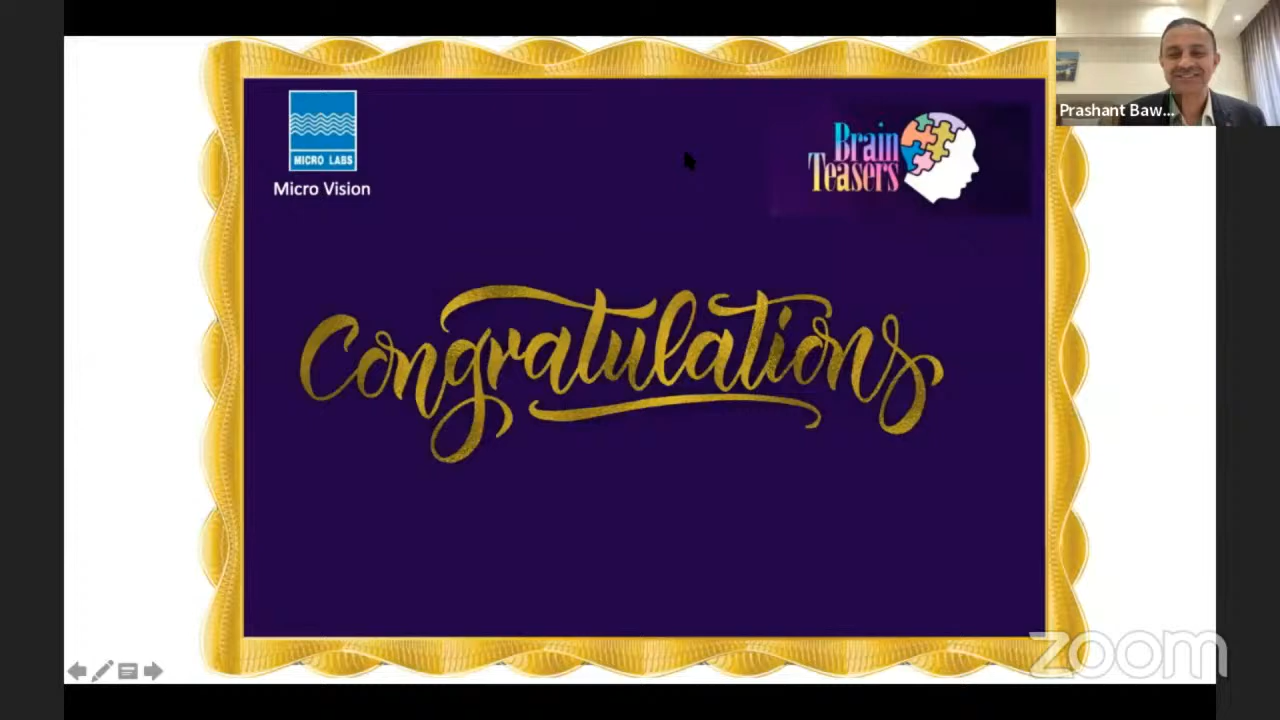 Prashant Baw...
MICRO LABS
Micro Vision
Brain
Teasers
Congratulations
zoom